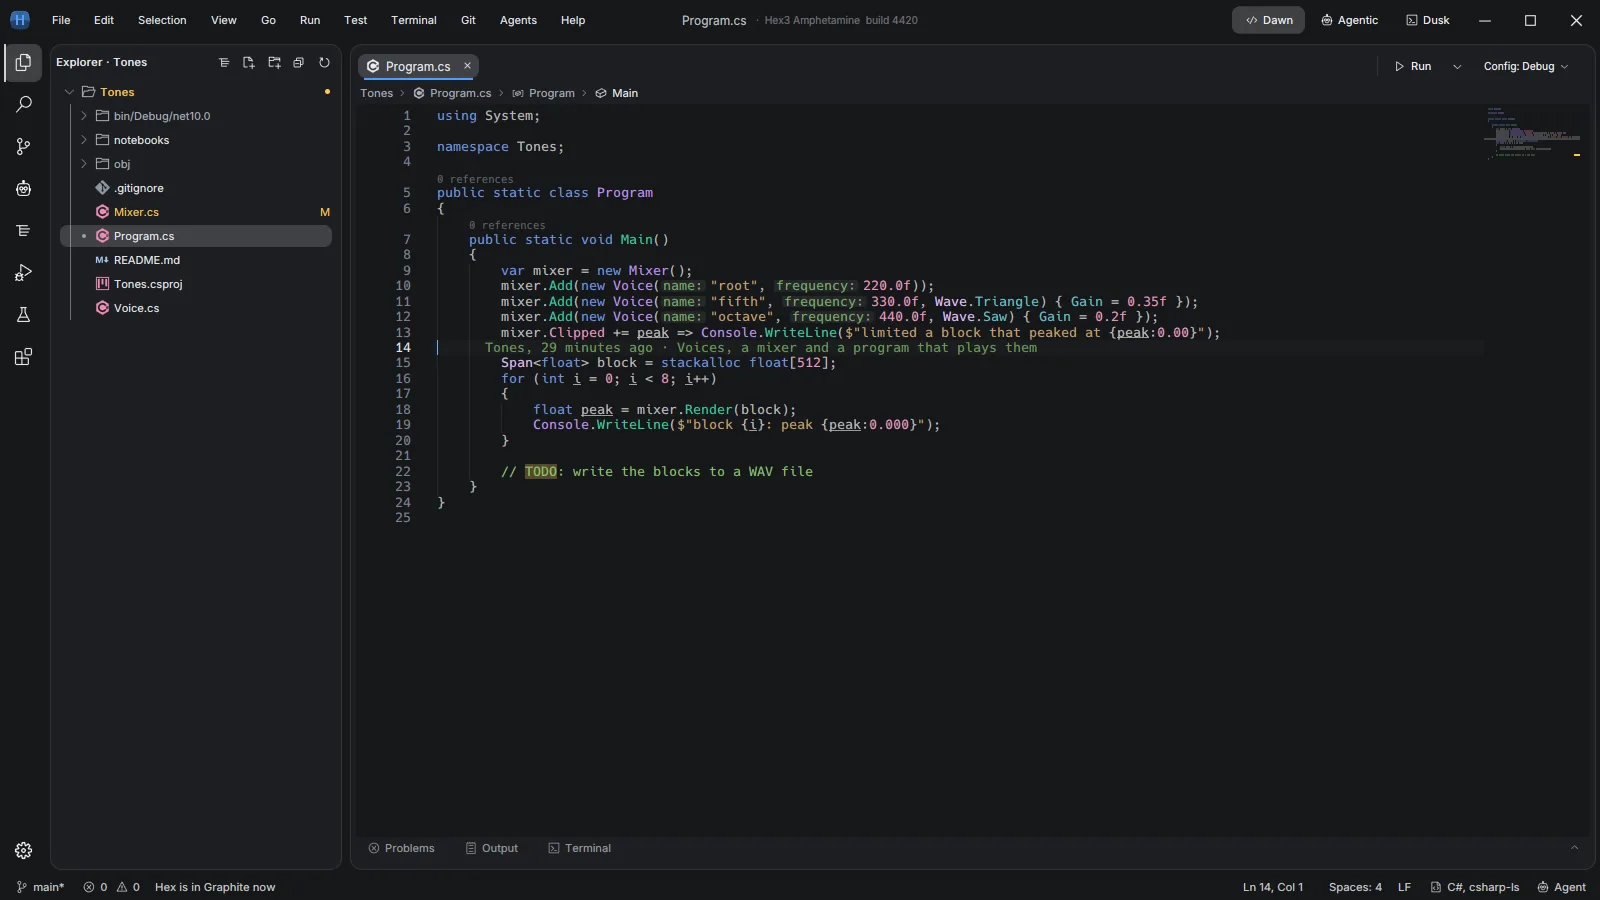 File Edit Selection View Go Run Test Terminal Git Agents Help
Program.cs · Hex3 Amphetamine build 4420
Dawn Agentic Dusk
Explorer · Tones
Tones
bin/Debug/net10.0
notebooks
obj
.gitignore
Mixer.cs M
Program.cs
README.md
Tones.csproj
Voice.cs
Program.cs
Run Config: Debug
Tones Program.cs Program Main
1 using System;
2
3 namespace Tones;
4
0 references
5 public static class Program
6 {
0 references
7 public static void Main()
8 {
9 var mixer = new Mixer();
10 mixer.Add(new Voice(name: "root", frequency: 220.0f));
11 mixer.Add(new Voice(name: "fifth", frequency: 330.0f, Wave.Triangle) { Gain = 0.35f });
12 mixer.Add(new Voice(name: "octave", frequency: 440.0f, Wave.Saw) { Gain = 0.2f });
13 mixer.Clipped += peak => Console.WriteLine($"limited a block that peaked at {peak:0.00}");
14 Tones, 29 minutes ago · Voices, a mixer and a program that plays them
15 Span<float> block = stackalloc float[512];
16 for (int i = 0; i < 8; i++)
17 {
18 float peak = mixer.Render(block);
19 Console.WriteLine($"block {i}: peak {peak:0.000}");
20 }
21
22 // TODO: write the blocks to a WAV file
23 }
24 }
25
Problems Output Terminal
main* 0 0 Hex is in Graphite now
Ln 14, Col 1 Spaces: 4 LF C#, csharp-ls Agent